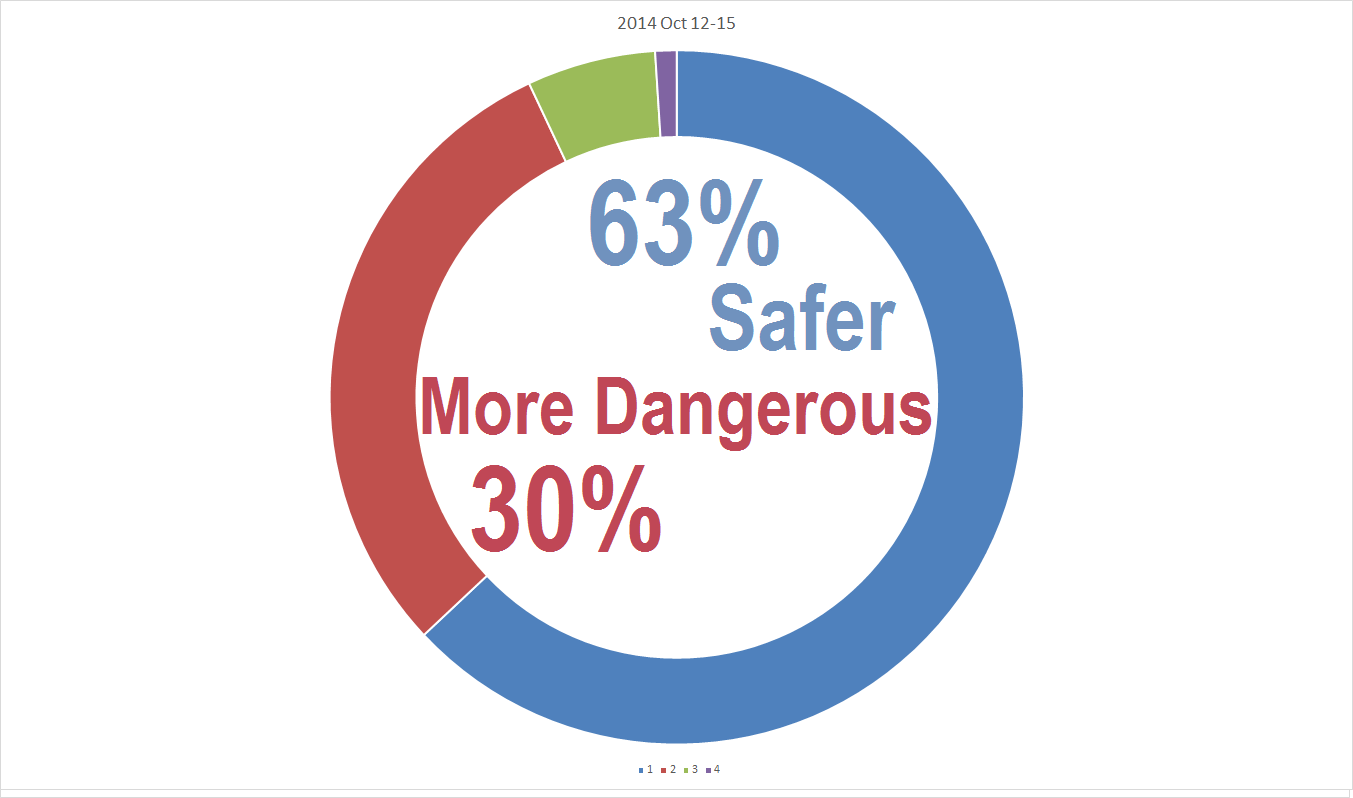 2014 Oct 12-15
63%
Safer
More Dangerous
30%
1 2 3 4